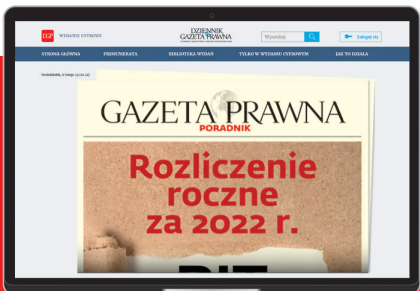 DGP WYDANIE CYFROWE
DZIENNIK
GAZETA PRAWNA
Wyszukaj
Zaloguj się
STRONA GŁÓWNA PRENUMERATA BIBLIOTEKA WYDAŃ TYLKO W WYDANIU CYFROWYM JAK TO DZIAŁA
GAZETA PRAWNA
PORADNIK
Rozliczenie
roczne
za 2022 r.
PIT